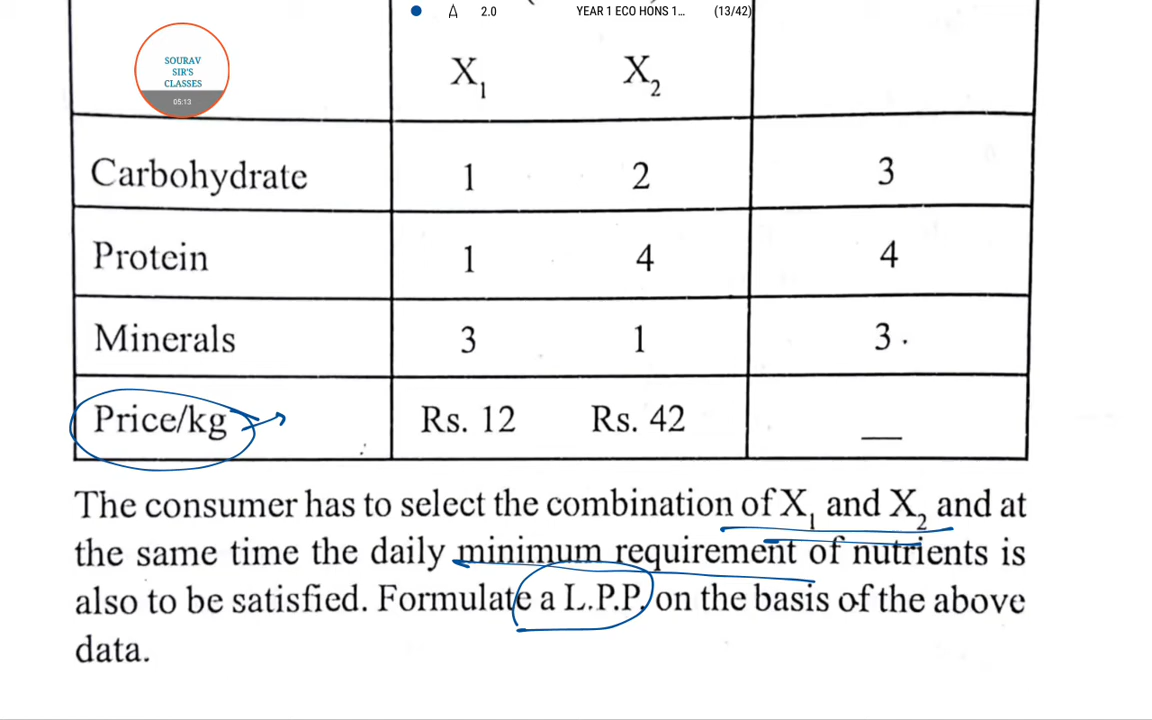 2.0 YEAR 1 ECO HONS 1... (13/42)
SOURAV
SIR'S
CLASSES
05:13
X₁ X₂
Carbohydrate 1 2 3
Protein 1 4 4
Minerals 3 1 3 .
Price/kg Rs. 12 Rs. 42 —
The consumer has to select the combination of X₁ and X₂ and at
the same time the daily minimum requirement of nutrients is
also to be satisfied. Formulate a L.P.P. on the basis of the above
data.